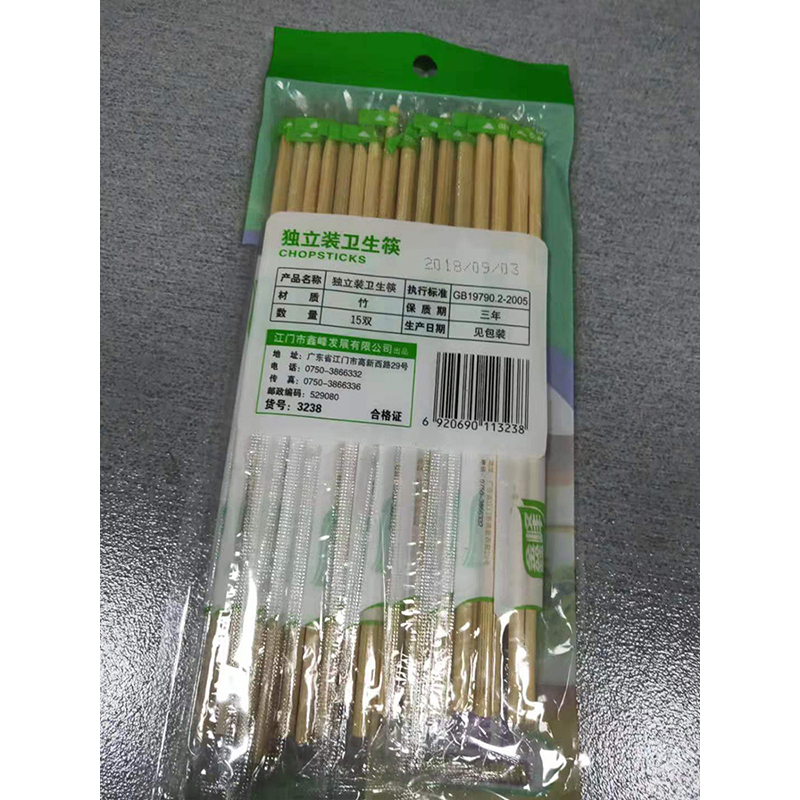 独立装卫生筷
CHOPSTICKS
2018/09/03
产品名称 独立装卫生筷 执行标准 GB19790.2-2005
材质 竹 保质期 三年
数量 15双 生产日期 见包装
江门市鑫峰发展有限公司出品
地 址：广东省江门市高新西路29号
电 话：0750-3866332
传 真：0750-3866336
邮政编码：529080
货号：3238 合格证
6 920690 113238
鑫峰